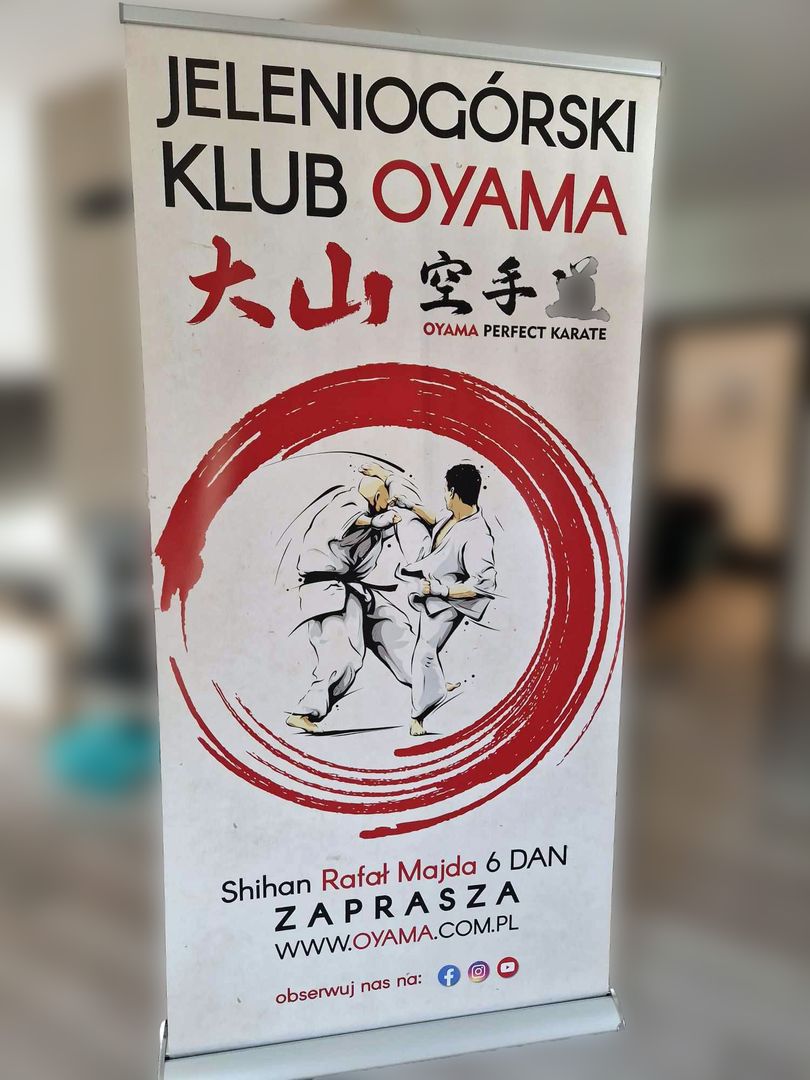 JELENIOGÓRSKI
KLUB OYAMA
大山 空手
OYAMA PERFECT KARATE
Shihan Rafał Majda 6 DAN
ZAPRASZA
WWW.OYAMA.COM.PL
obserwuj nas na: